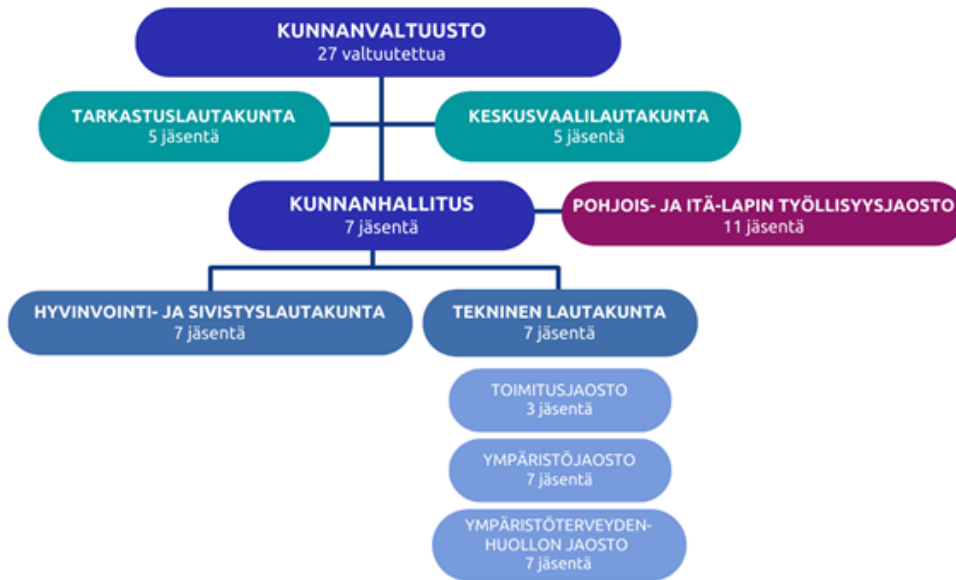 KUNNANVALTUUSTO
27 valtuutettua
TARKASTUSLAUTAKUNTA
5 jäsentä
KESKUSVAALILAUTAKUNTA
5 jäsentä
KUNNANHALLITUS
7 jäsentä
POHJOIS- JA ITÄ-LAPIN TYÖLLISYYSJAOSTO
11 jäsentä
HYVINVOINTI- JA SIVISTYSLAUTAKUNTA
7 jäsentä
TEKNINEN LAUTAKUNTA
7 jäsentä
TOIMITUSJAOSTO
3 jäsentä
YMPÄRISTÖJAOSTO
7 jäsentä
YMPÄRISTÖTERVEYDEN-
HUOLLON JAOSTO
7 jäsentä